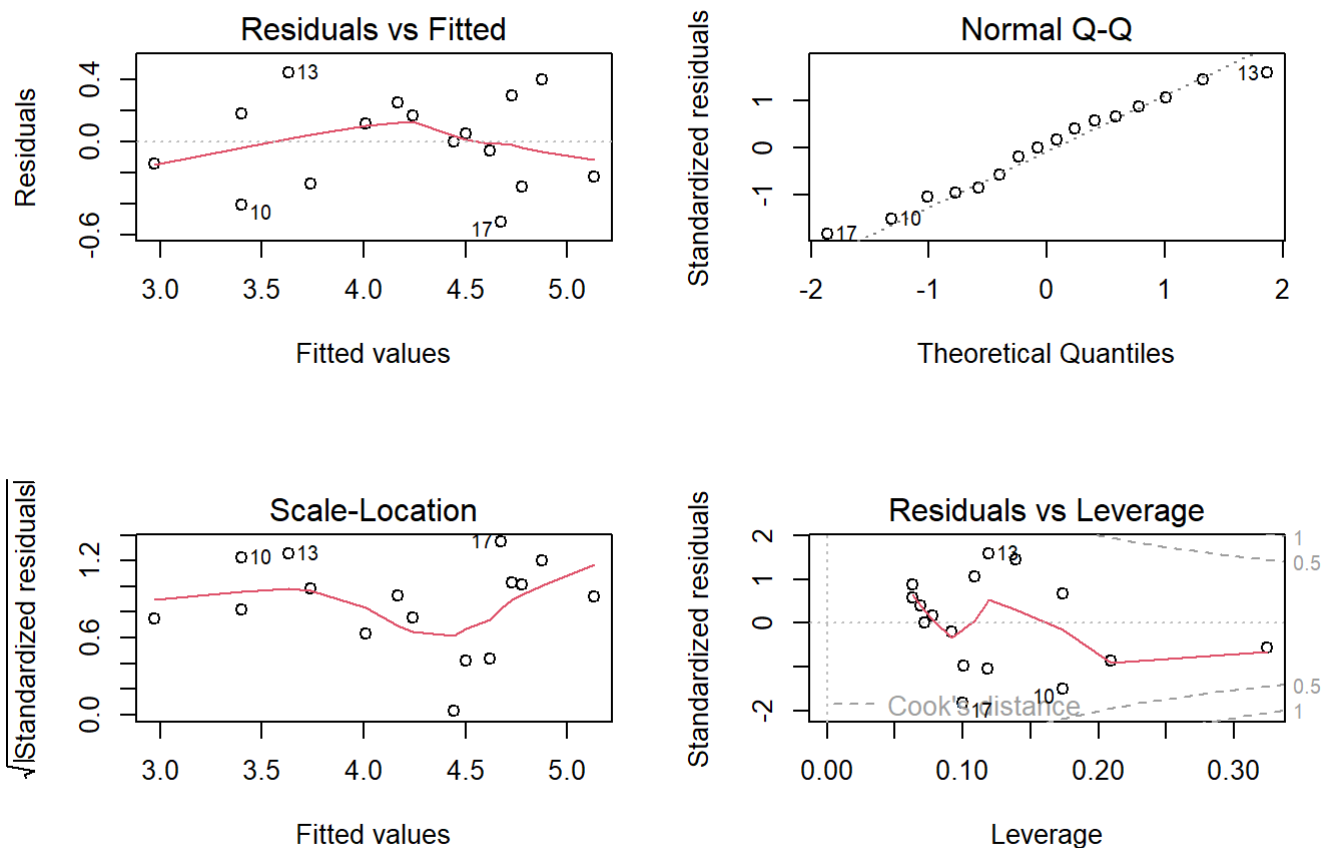 Residuals vs Fitted
Residuals
-0.6 0.0 0.4
13
10
17
3.0 3.5 4.0 4.5 5.0
Fitted values
Normal Q-Q
Standardized residuals
-1 0 1
13
10
17
-2 -1 0 1 2
Theoretical Quantiles
Scale-Location
√|Standardized residuals|
0.0 0.6 1.2
10
13
17
3.0 3.5 4.0 4.5 5.0
Fitted values
Residuals vs Leverage
Standardized residuals
-2 0 1 2
13
10
17
Cook's distance
1
0.5
0.5
1
0.00 0.10 0.20 0.30
Leverage